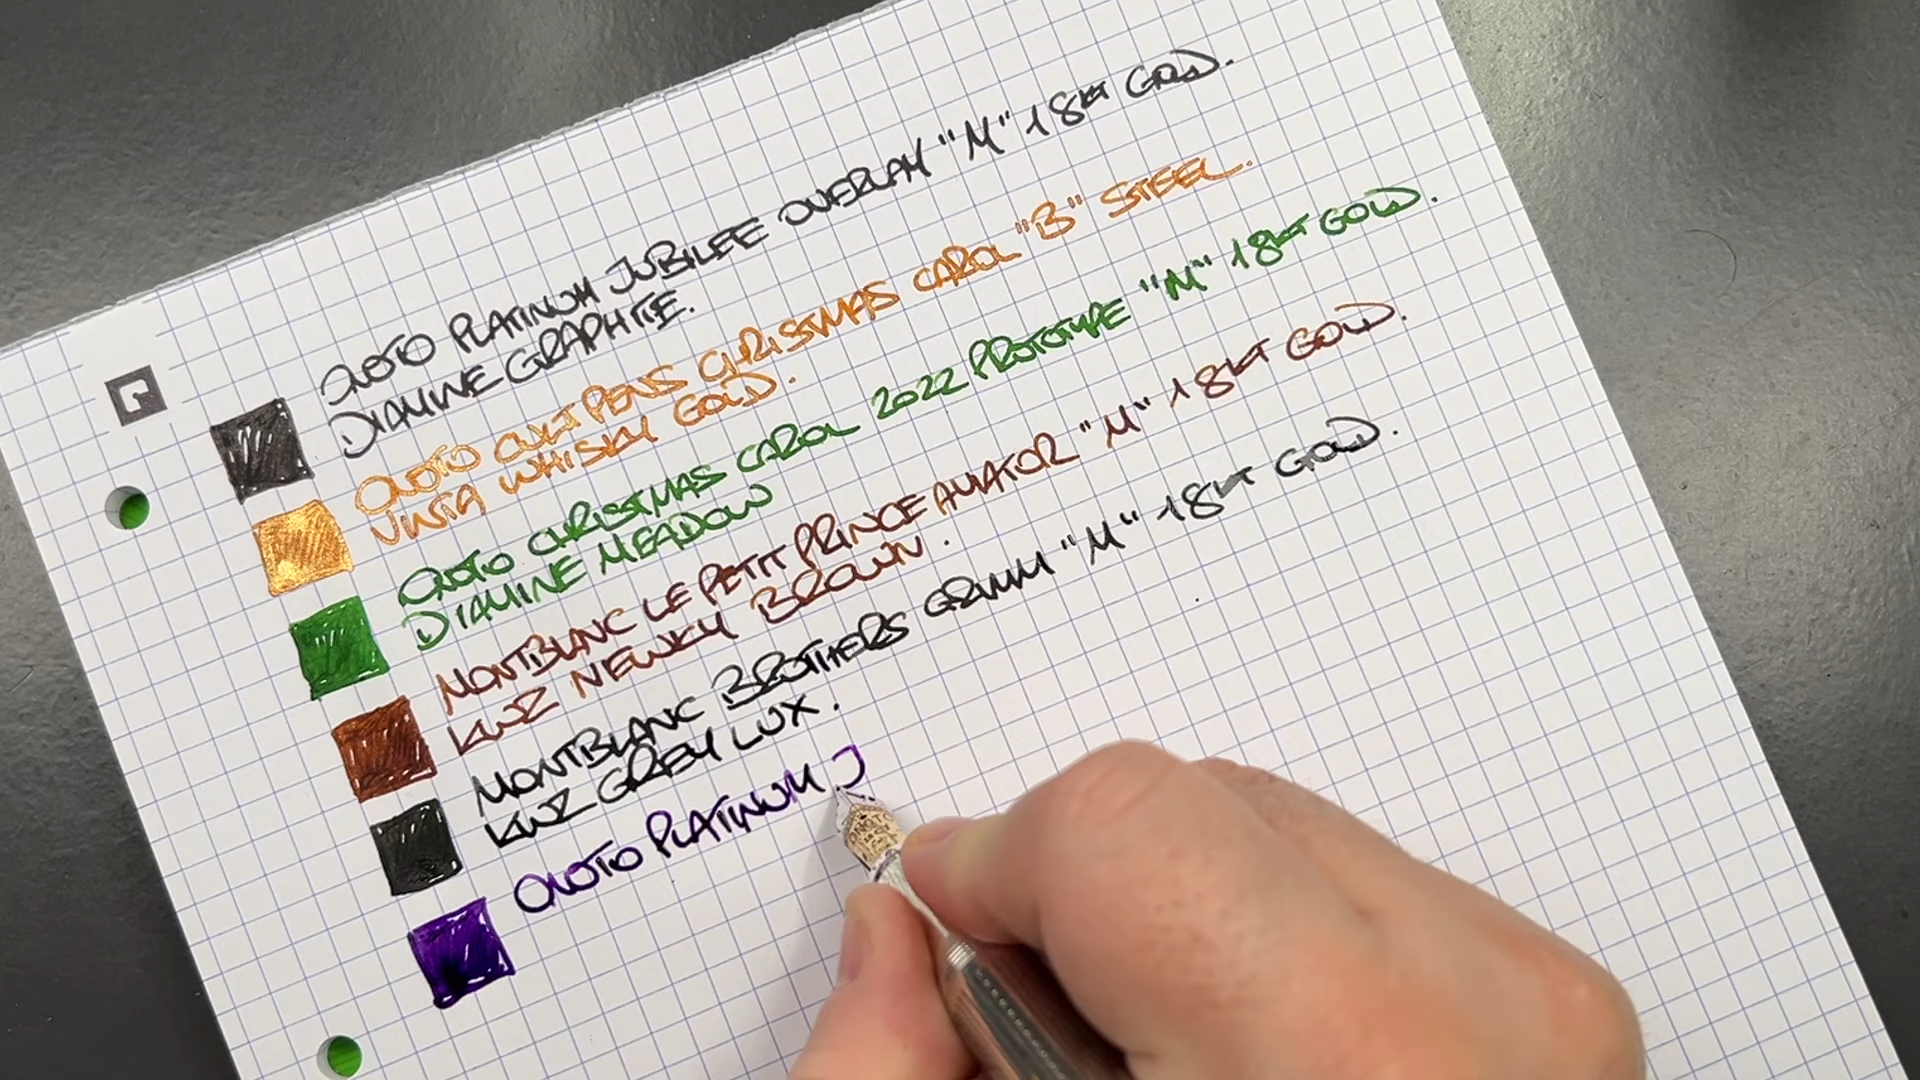 ONOTO PLATINUM JUBILEE OVERLAY "M" 18KT GOLD.
DIAMINE GRAPHITE.
ONOTO CULT PENS CHRISTMAS CAROL "B" STEEL.
VINTA WHISKY GOLD.
ONOTO CHRISTMAS CAROL 2022 PROTOTYPE "M" 18KT GOLD.
DIAMINE MEADOW
MONTBLANC LE PETIT PRINCE AVIATOR "M" 18KT GOLD.
KWZ NEWKY BROWN.
MONTBLANC BROTHERS GRIMM "M" 18KT GOLD.
KWZ GREY LUX.
ONOTO PLATINUM J
ONOTO